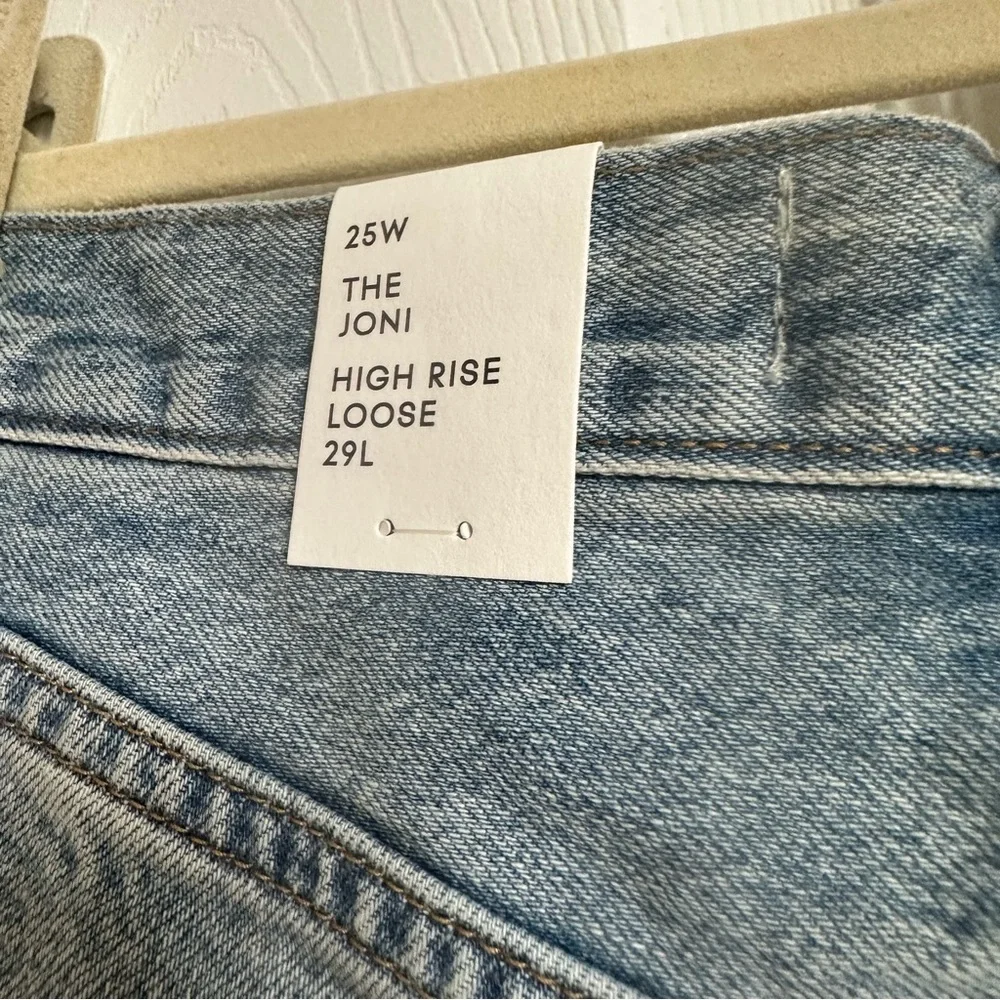 25W
THE
JONI
HIGH RISE
LOOSE
29L